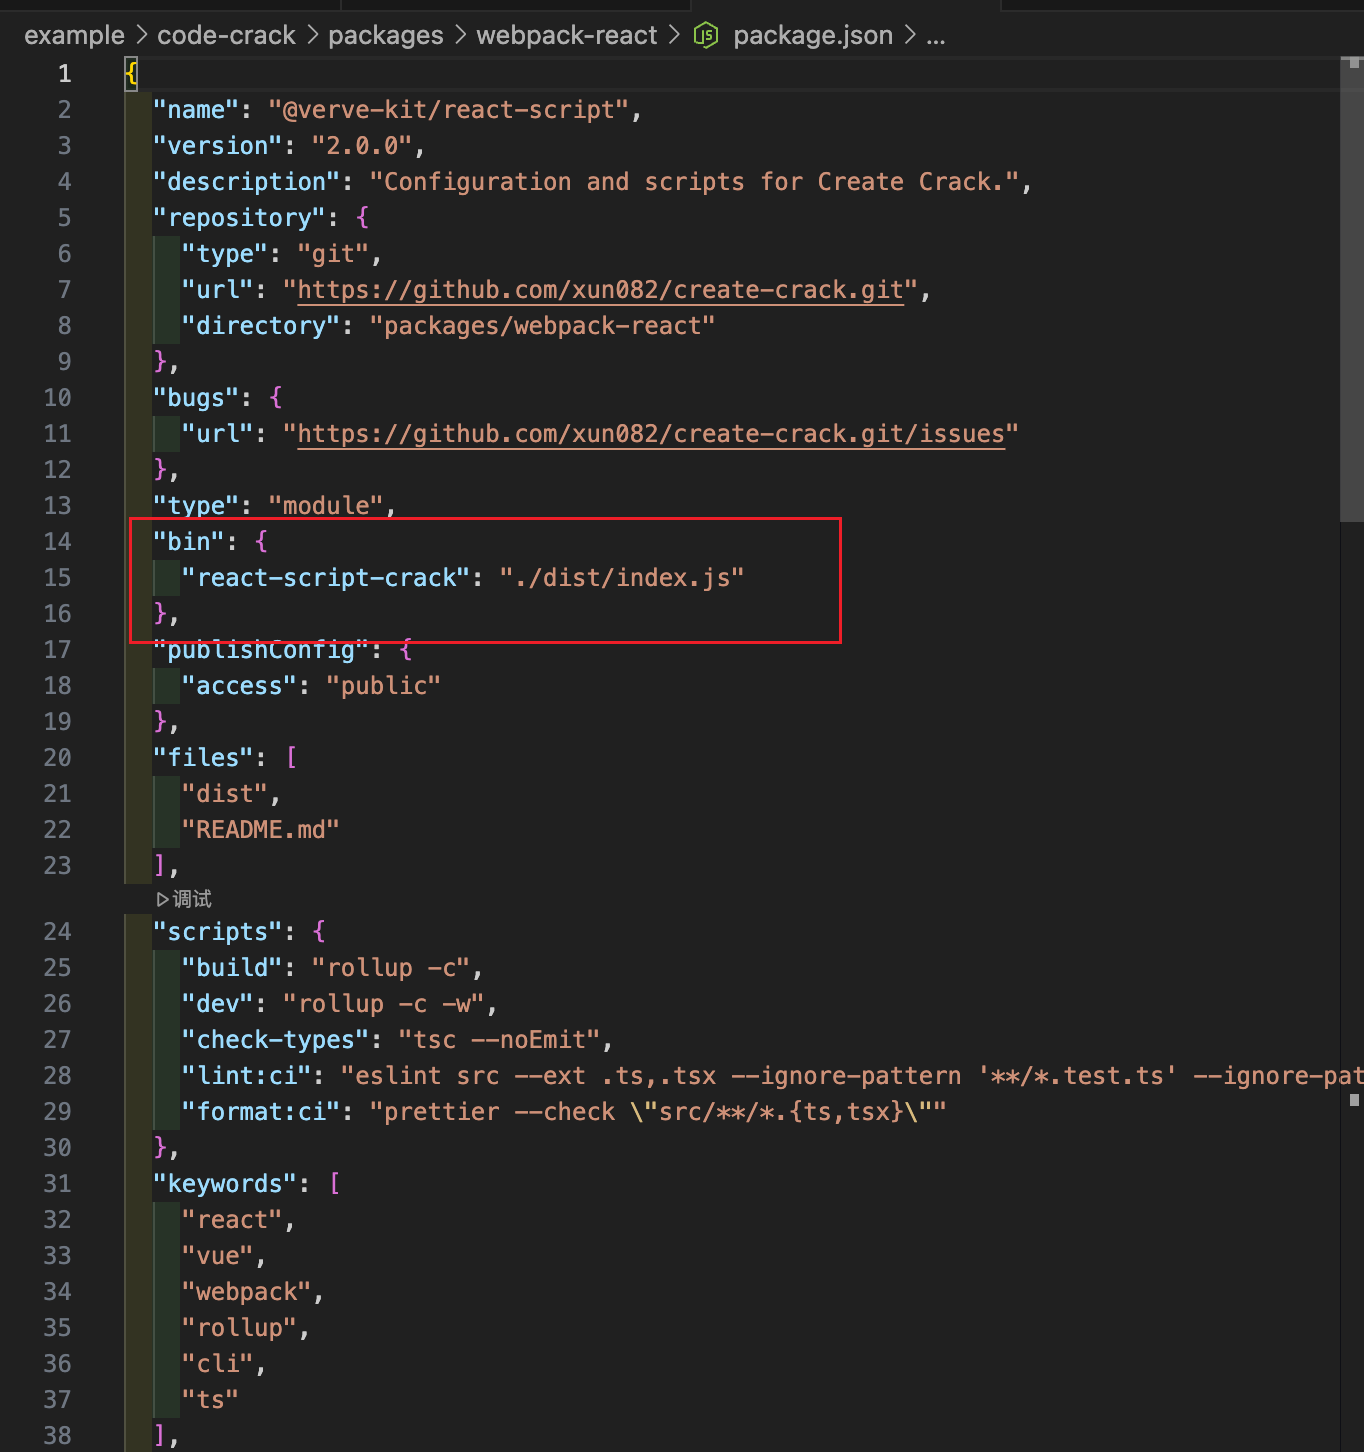 example > code-crack > packages > webpack-react > package.json > ...
1 {
2 "name": "@verve-kit/react-script",
3 "version": "2.0.0",
4 "description": "Configuration and scripts for Create Crack.",
5 "repository": {
6 "type": "git",
7 "url": "https://github.com/xun082/create-crack.git",
8 "directory": "packages/webpack-react"
9 },
10 "bugs": {
11 "url": "https://github.com/xun082/create-crack.git/issues"
12 },
13 "type": "module",
14 "bin": {
15 "react-script-crack": "./dist/index.js"
16 },
17 "publishConfig": {
18 "access": "public"
19 },
20 "files": [
21 "dist",
22 "README.md"
23 ],
▷调试
24 "scripts": {
25 "build": "rollup -c",
26 "dev": "rollup -c -w",
27 "check-types": "tsc --noEmit",
28 "lint:ci": "eslint src --ext .ts,.tsx --ignore-pattern '**/*.test.ts' --ignore-pat
29 "format:ci": "prettier --check \"src/**/*.{ts,tsx}\""
30 },
31 "keywords": [
32 "react",
33 "vue",
34 "webpack",
35 "rollup",
36 "cli",
37 "ts"
38 ],